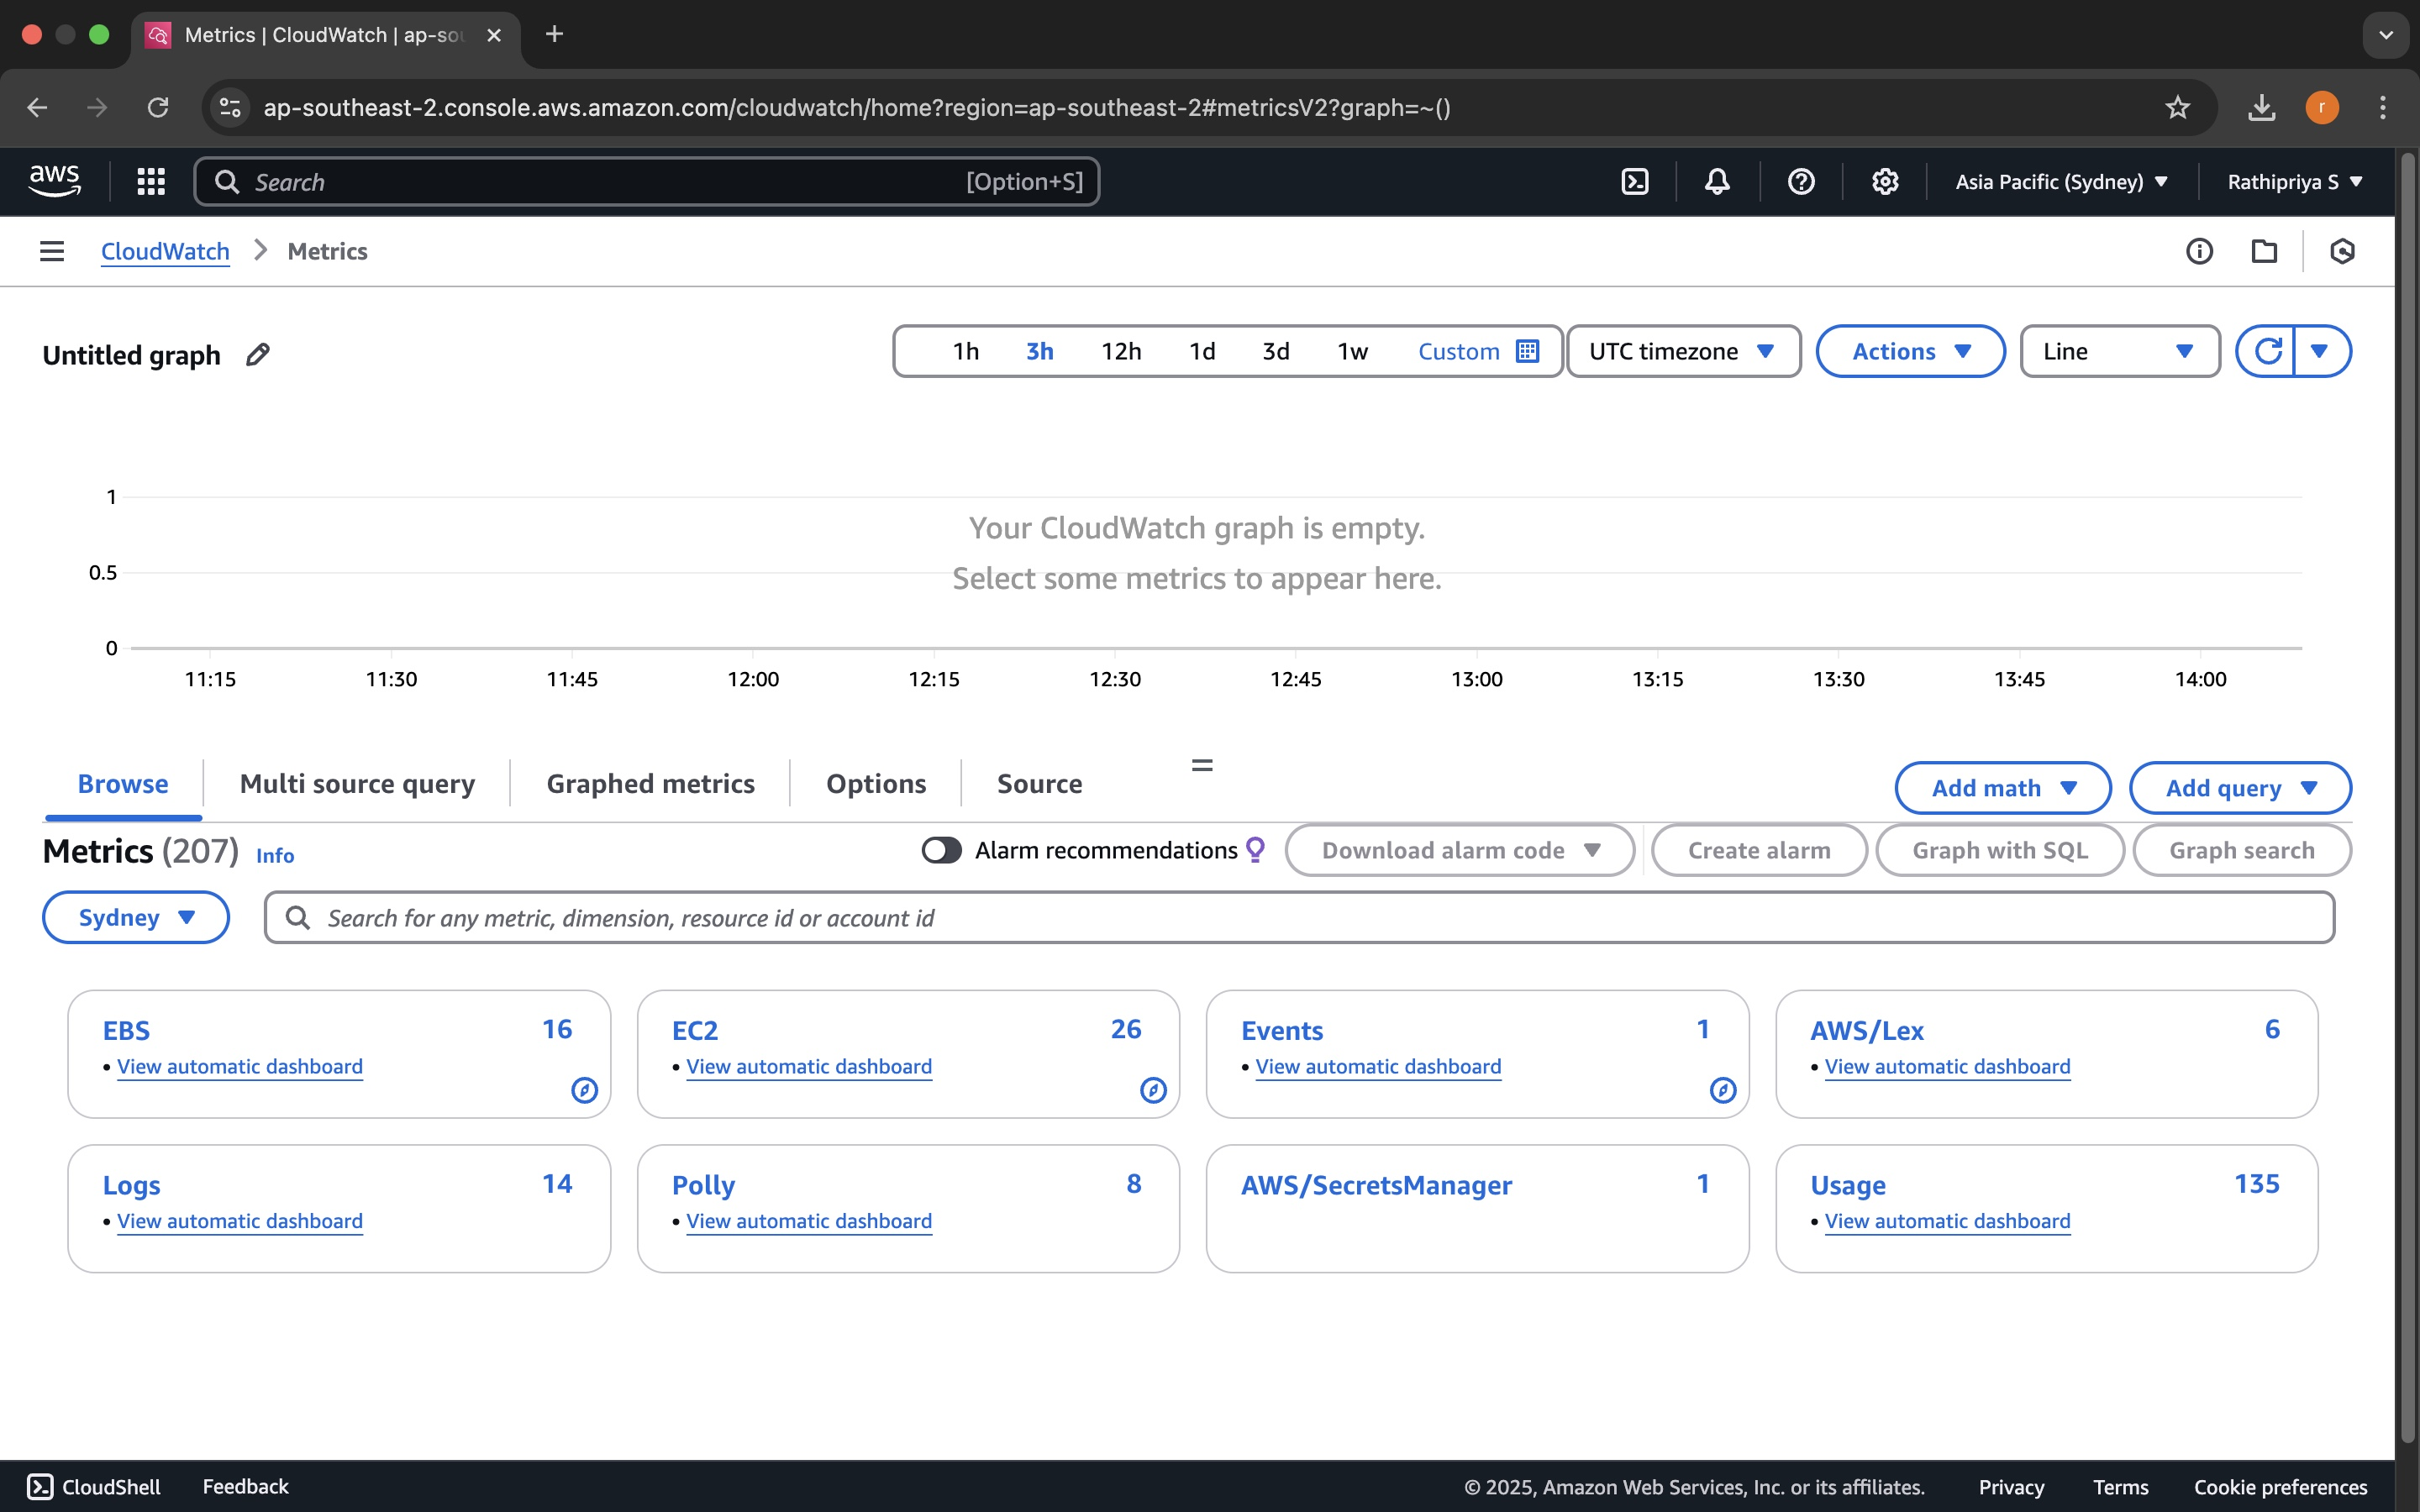 Metrics | CloudWatch | ap-sou
ap-southeast-2.console.aws.amazon.com/cloudwatch/home?region=ap-southeast-2#metricsV2?graph=~()
r
aws
Search
[Option+S]
Asia Pacific (Sydney)
Rathipriya S
CloudWatch
Metrics
Untitled graph
1h
3h
12h
1d
3d
1w
Custom
UTC timezone
Actions
Line
1
0.5
0
Your CloudWatch graph is empty.
Select some metrics to appear here.
11:15
11:30
11:45
12:00
12:15
12:30
12:45
13:00
13:15
13:30
13:45
14:00
Browse
Multi source query
Graphed metrics
Options
Source
Add math
Add query
Metrics (207) Info
Alarm recommendations
Download alarm code
Create alarm
Graph with SQL
Graph search
Sydney
Search for any metric, dimension, resource id or account id
EBS 16
• View automatic dashboard
EC2 26
• View automatic dashboard
Events 1
• View automatic dashboard
AWS/Lex 6
• View automatic dashboard
Logs 14
• View automatic dashboard
Polly 8
• View automatic dashboard
AWS/SecretsManager 1
Usage 135
• View automatic dashboard
CloudShell
Feedback
© 2025, Amazon Web Services, Inc. or its affiliates.
Privacy
Terms
Cookie preferences